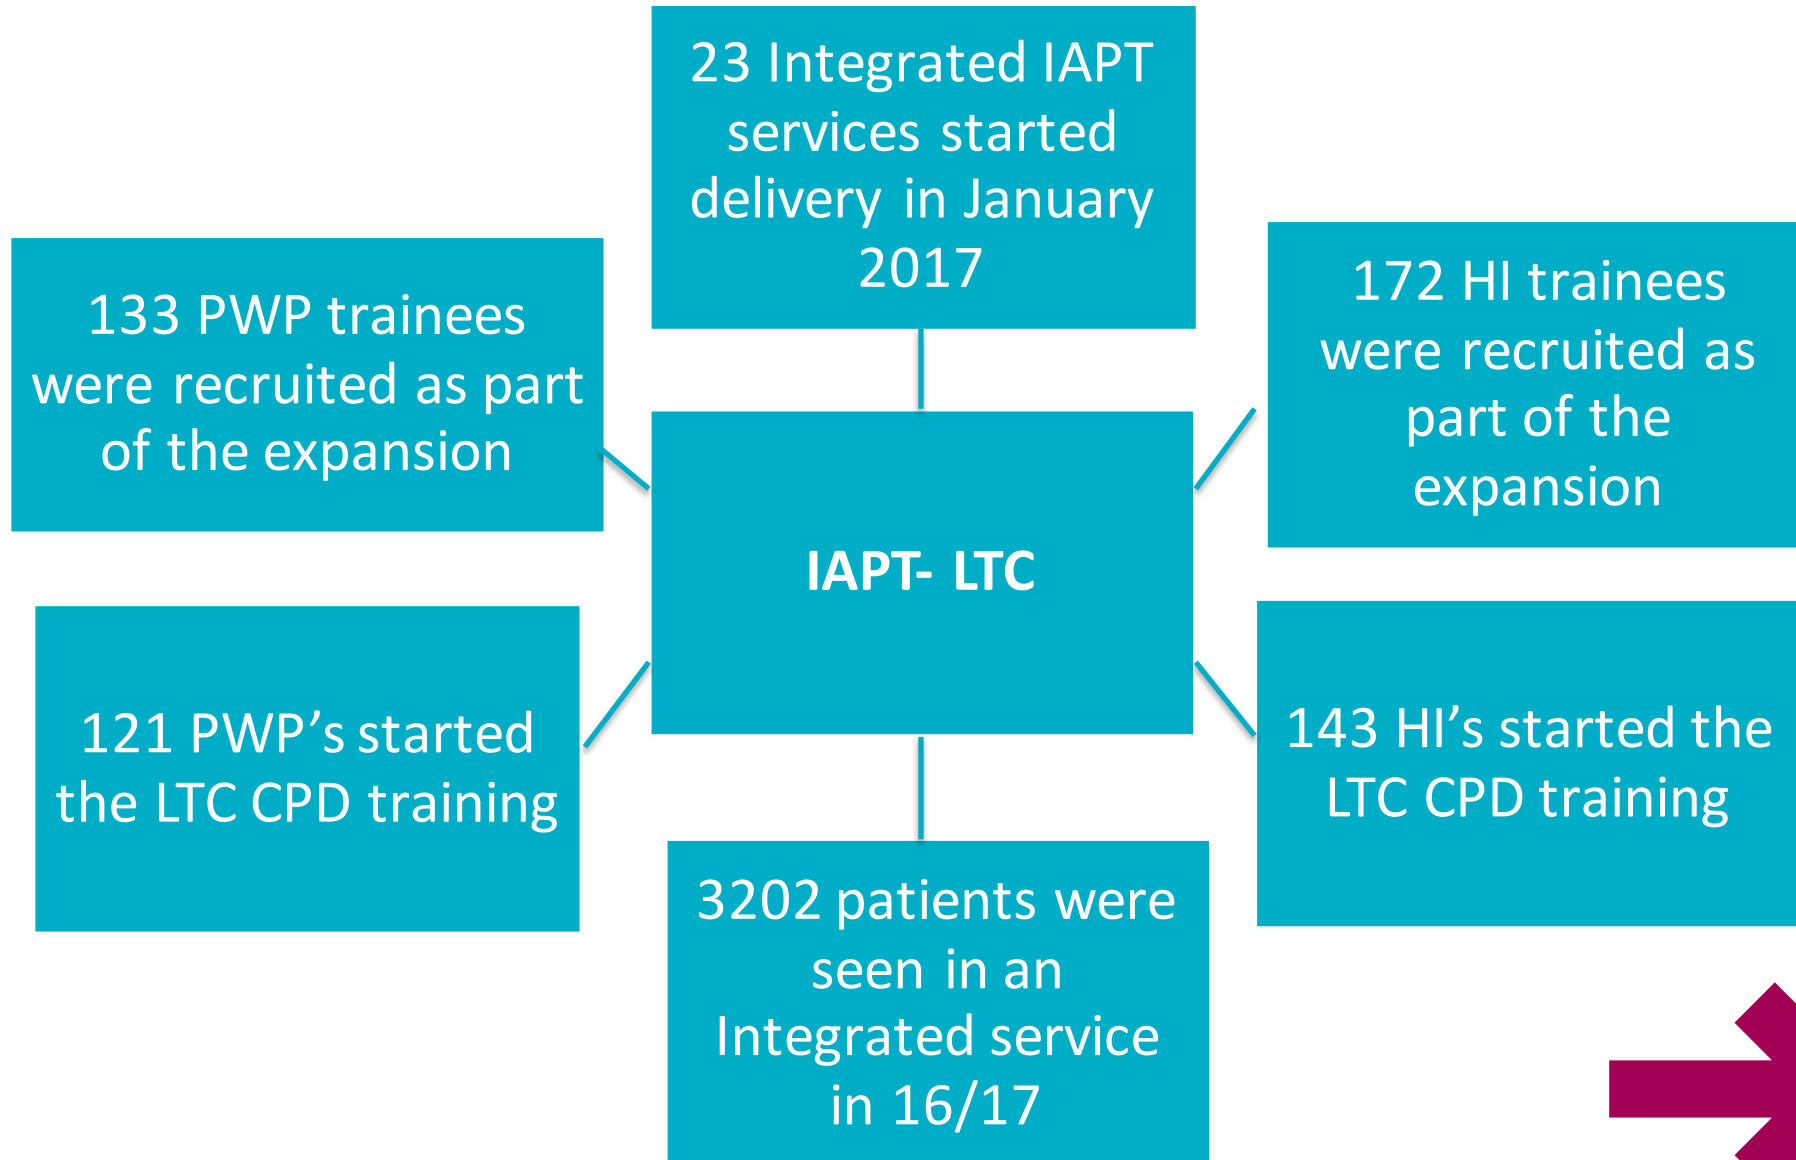 23 Integrated IAPT
services started
delivery in January
2017
133 PWP trainees
were recruited as part
of the expansion
172 HI trainees
were recruited as
part of the
expansion
IAPT- LTC
121 PWP’s started
the LTC CPD training
143 HI’s started the
LTC CPD training
3202 patients were
seen in an
Integrated service
in 16/17